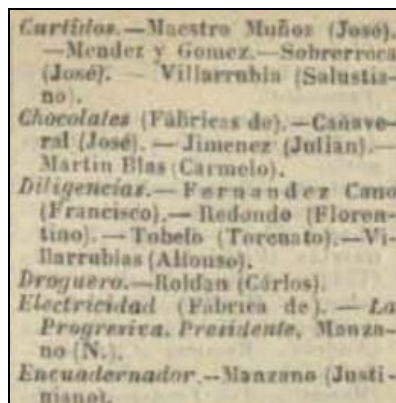 Curtidos.—Maestro Muñoz (José).
—Mendez y Gomez.—Sobrerroca
(José). — Villarrubia (Salustia-
no).
Chocolates (Fábricas de).—Cañave-
ral (José). — Jimenez (Julian).—
Martin Blas (Carmelo).
Diligencias.—Fernandez Cano
(Francisco).—Redondo (Floren-
tino).—Tobelo (Torcnato).—Vi-
llarrubias (Alfonso).
Droguero.—Roldan (Cárlos).
Electricidad (Fábrica de). — La
Progresiva. Presidente, Manza-
no (N.).
Encuadernador.—Manzano (Justi-
niano).